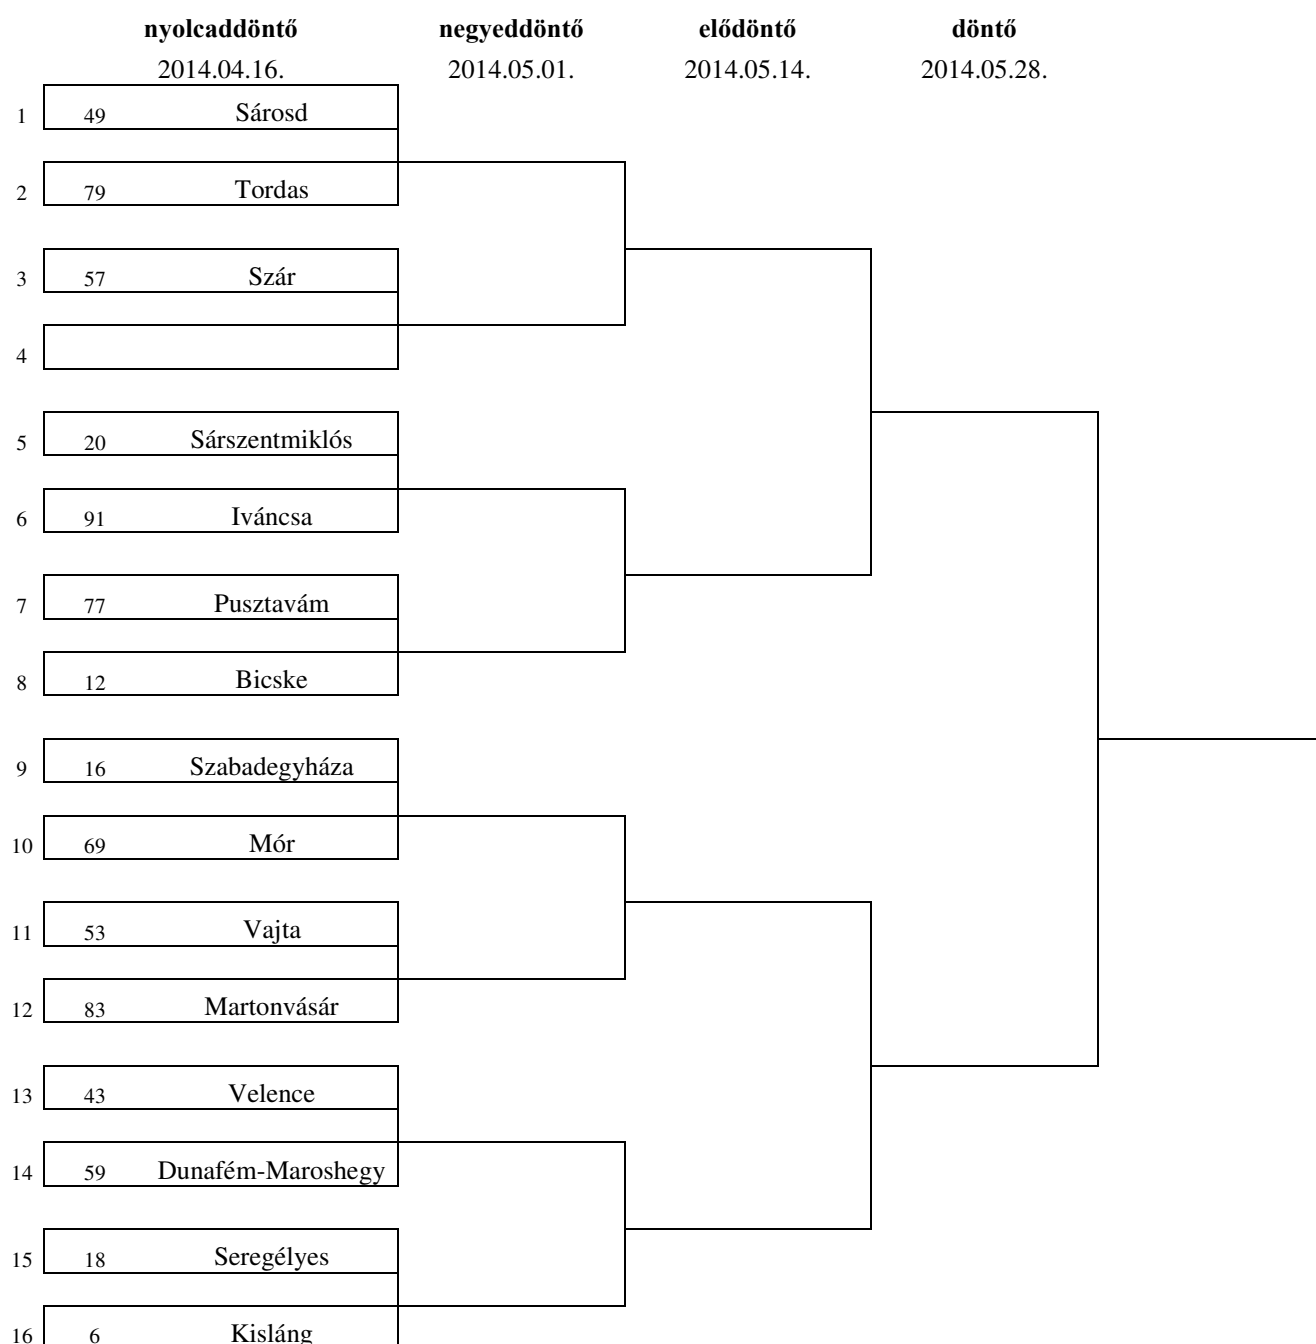 nyolcaddöntő negyeddöntő elődöntő döntő
2014.04.16. 2014.05.01. 2014.05.14. 2014.05.28.
1 49 Sárosd
2 79 Tordas
3 57 Szár
4
5 20 Sárszentmiklós
6 91 Iváncsa
7 77 Pusztavám
8 12 Bicske
9 16 Szabadegyháza
10 69 Mór
11 53 Vajta
12 83 Martonvásár
13 43 Velence
14 59 Dunafém-Maroshegy
15 18 Seregélyes
16 6 Kisláng